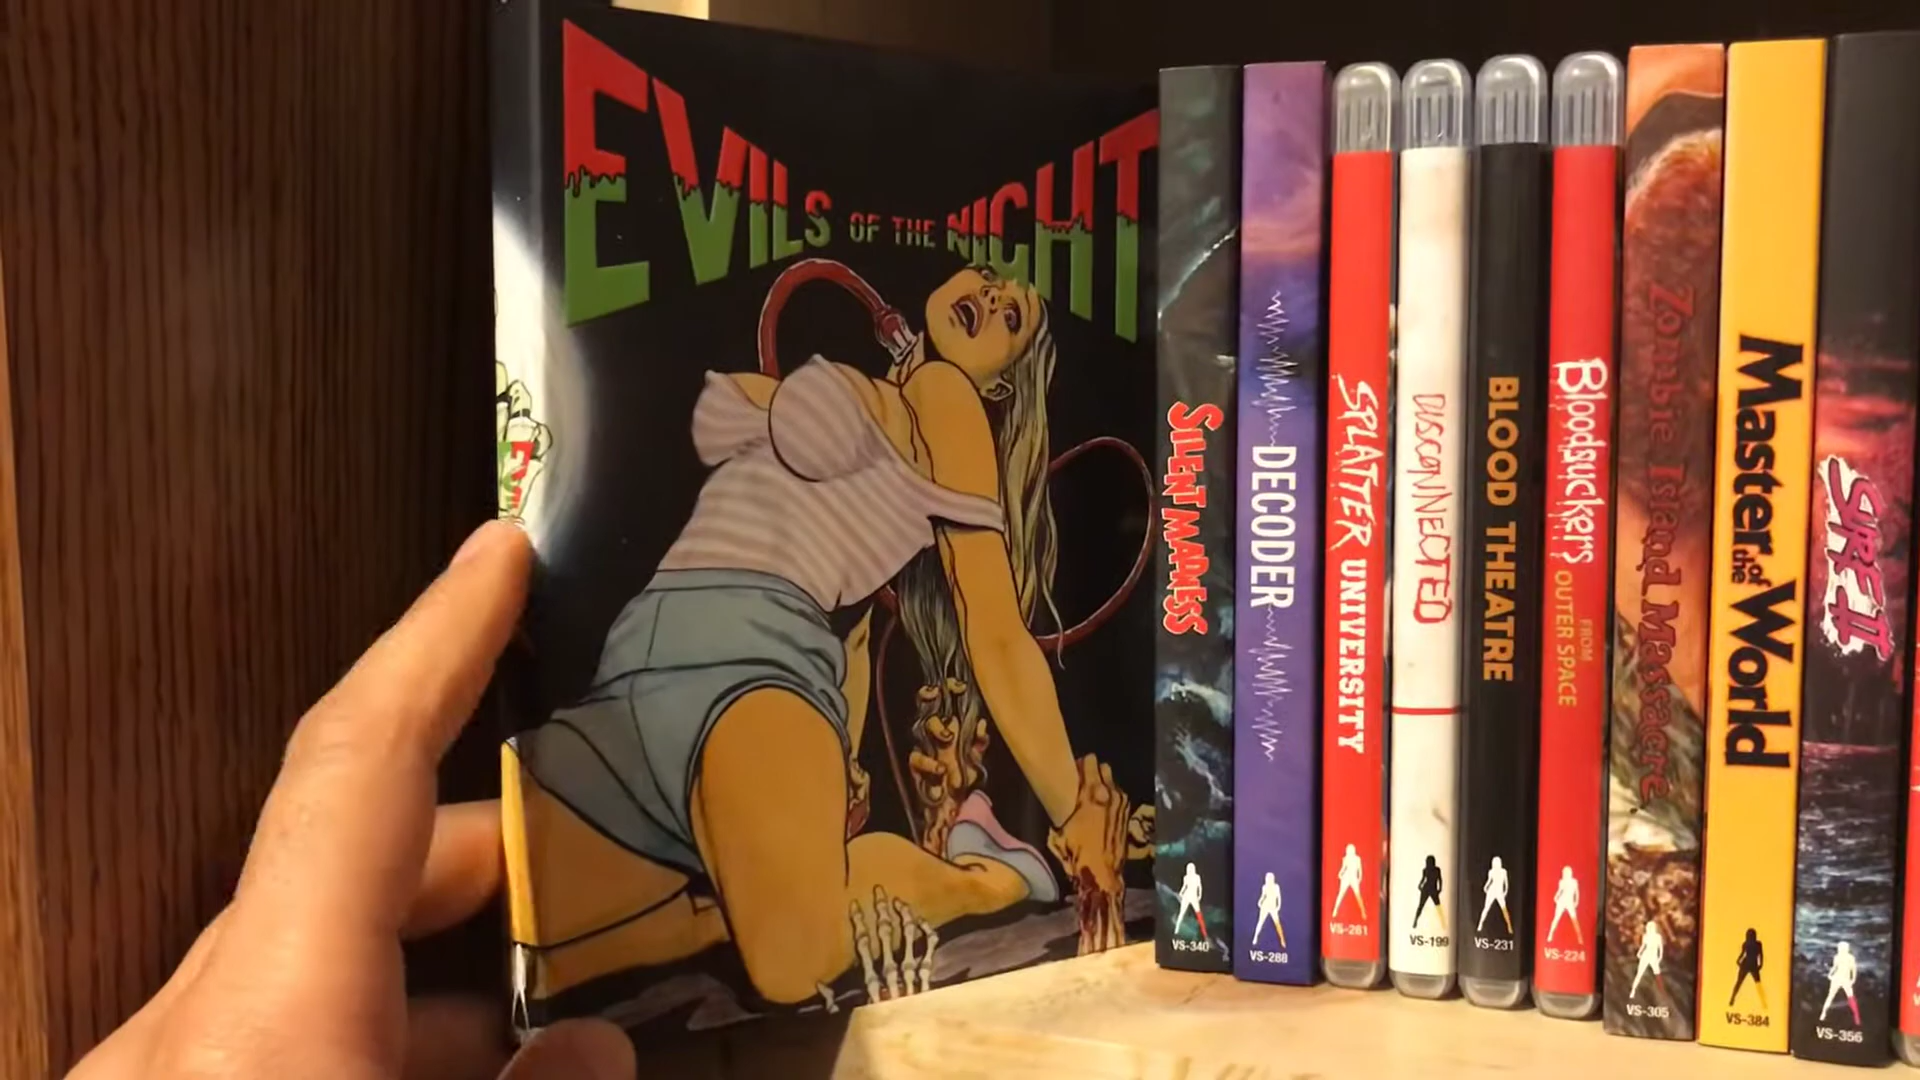 EVILS OF THE NIGHT
EVIL
SILENT MADNESS
VS-340
DECODER
VS-288
SPLATTER UNIVERSITY
VS-261
DISCONNECTED
VS-199
BLOOD THEATRE
VS-231
Bloodsuckers
FROM
OUTER SPACE
VS-224
Zombie Island Massacre
VS-305
Master of the World
VS-384
VS-356